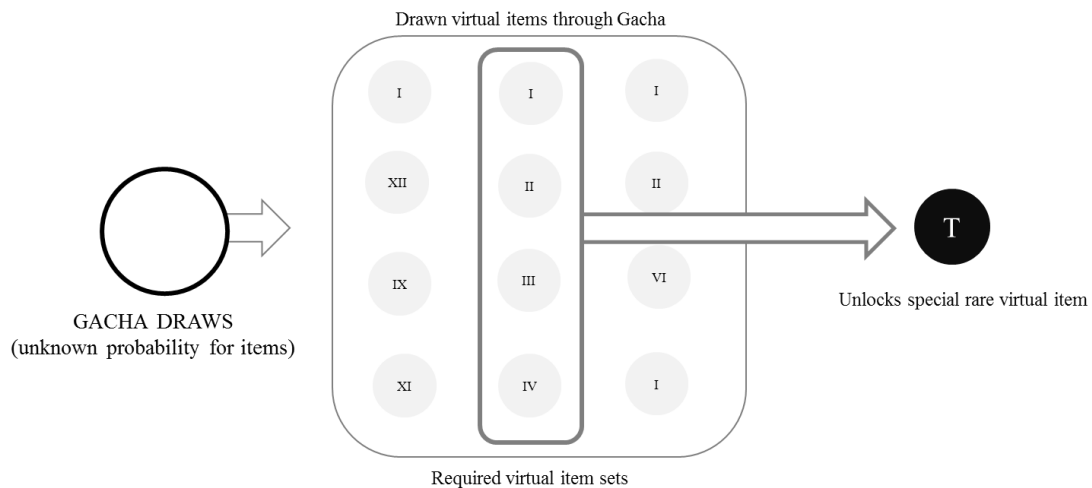 Drawn virtual items through Gacha
I I I
XII II II
IX III VI
XI IV I
T
GACHA DRAWS
(unknown probability for items)
Unlocks special rare virtual item
Required virtual item sets